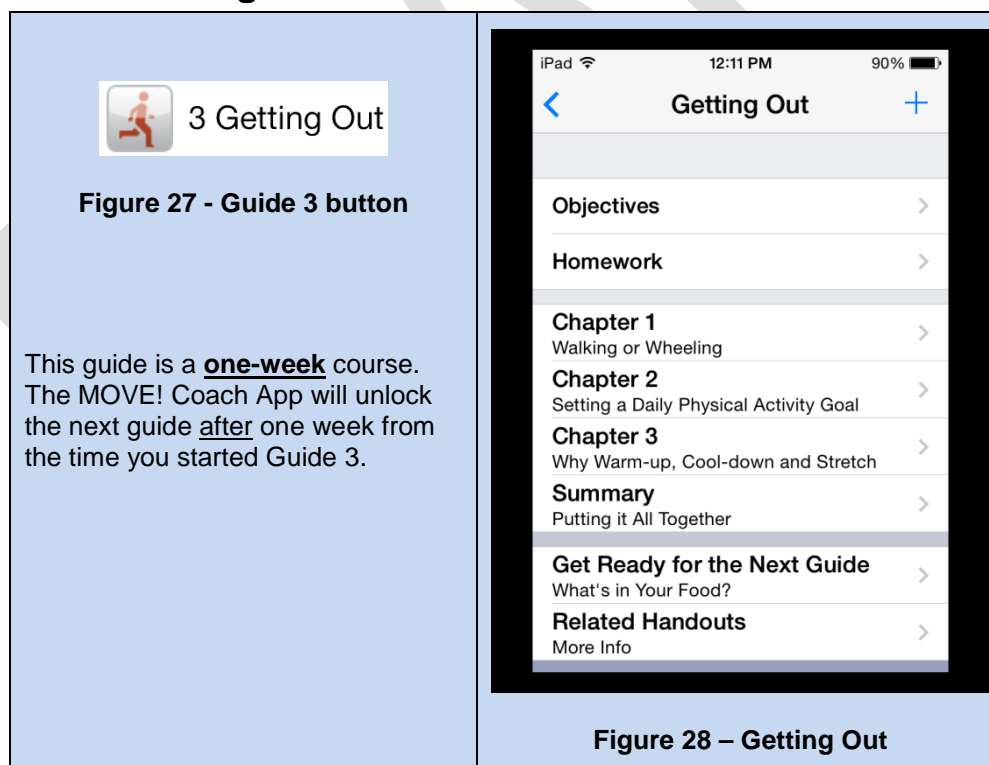 3 Getting Out
Figure 27 - Guide 3 button
This guide is a one-week course.
The MOVE! Coach App will unlock
the next guide after one week from
the time you started Guide 3.
iPad 12:11 PM 90%
Getting Out
Objectives
Homework
Chapter 1
Walking or Wheeling
Chapter 2
Setting a Daily Physical Activity Goal
Chapter 3
Why Warm-up, Cool-down and Stretch
Summary
Putting it All Together
Get Ready for the Next Guide
What's in Your Food?
Related Handouts
More Info
Figure 28 – Getting Out